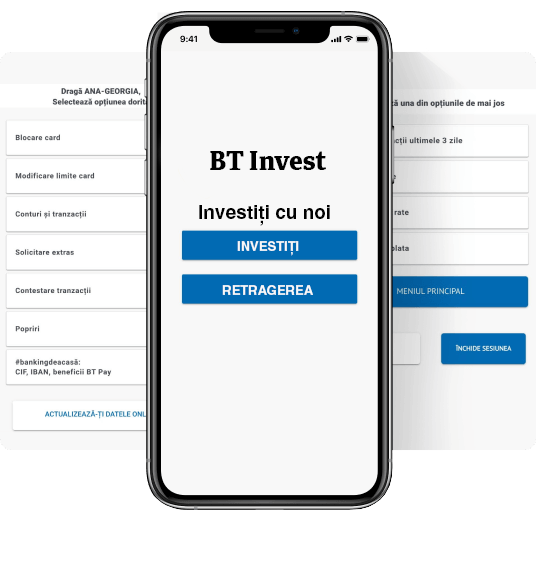 Dragă ANA-GEORGIA,
Selectează opțiunea dorit
Blocare card
Modificare limite card
Conturi și tranzacții
Solicitare extras
Contestare tranzacții
Popriri
#bankingdeacasă:
CIF, IBAN, beneficii BT Pay
ACTUALIZEAZĂ-ȚI DATELE ONL
9:41
BT Invest
Investiți cu noi
INVESTIȚI
RETRAGEREA
una din opțiunile de mai jos
ultimele 3 zile
rate
plata
MENIUL PRINCIPAL
ÎNCHIDE SESIUNEA